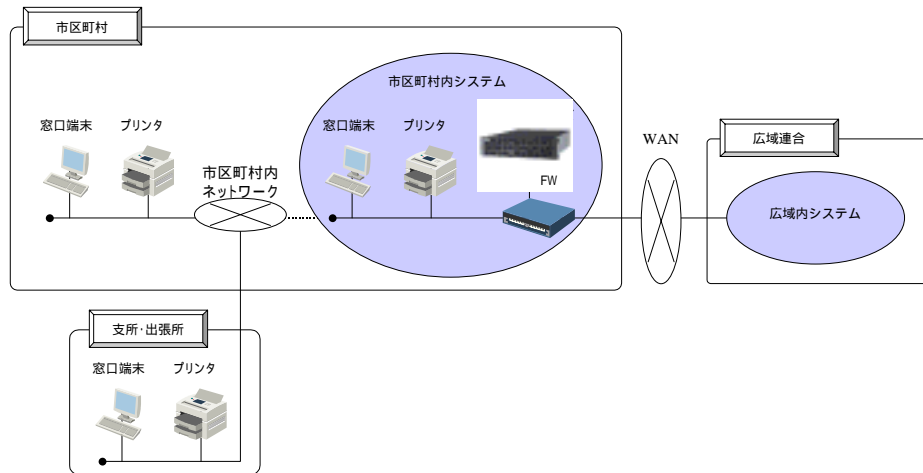 市区町村
市区町村内システム
窓口端末
プリンタ
窓口端末
プリンタ
FW
市区町村内
ネットワーク
WAN
広域連合
広域内システム
支所・出張所
窓口端末
プリンタ